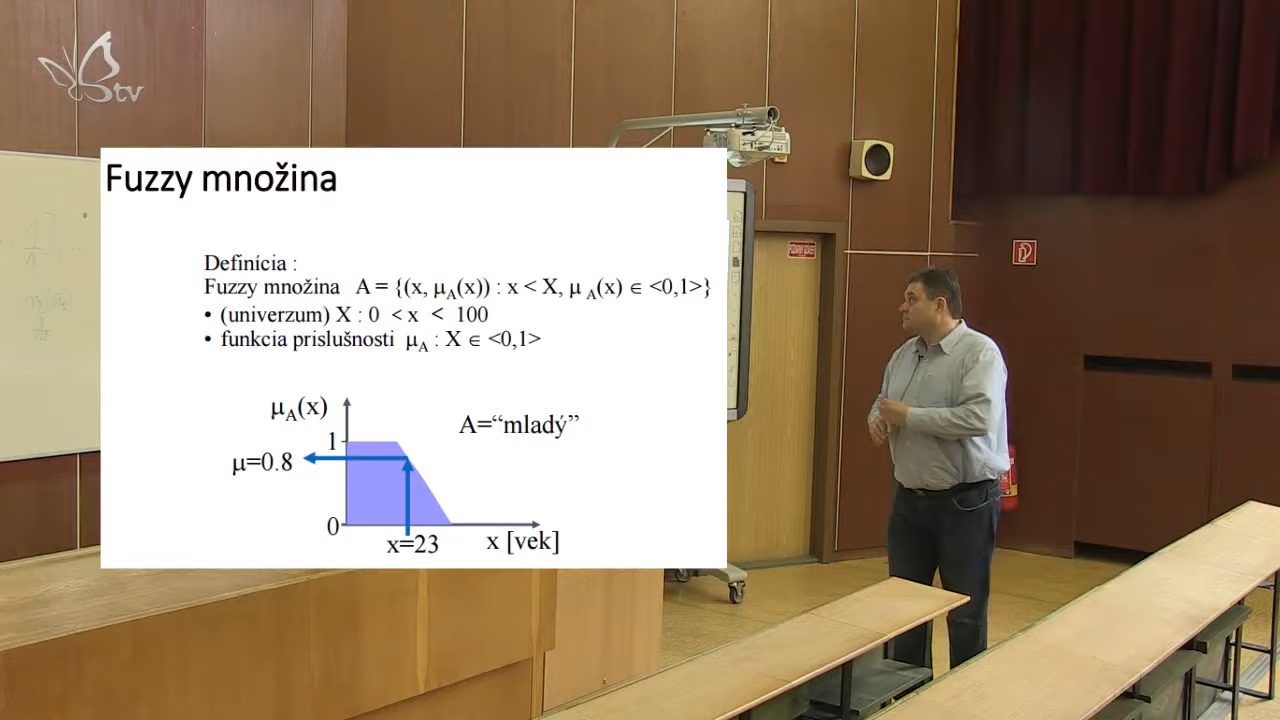 tv
Fuzzy množina
Definícia :
Fuzzy množina A = {(x, μA(x)) : x < X, μ A(x) ∈ <0,1>}
• (univerzum) X : 0 < x < 100
• funkcia prislušnosti μA : X ∈ <0,1>
μA(x)
A=“mladý”
1
μ=0.8
0
x=23
x [vek]